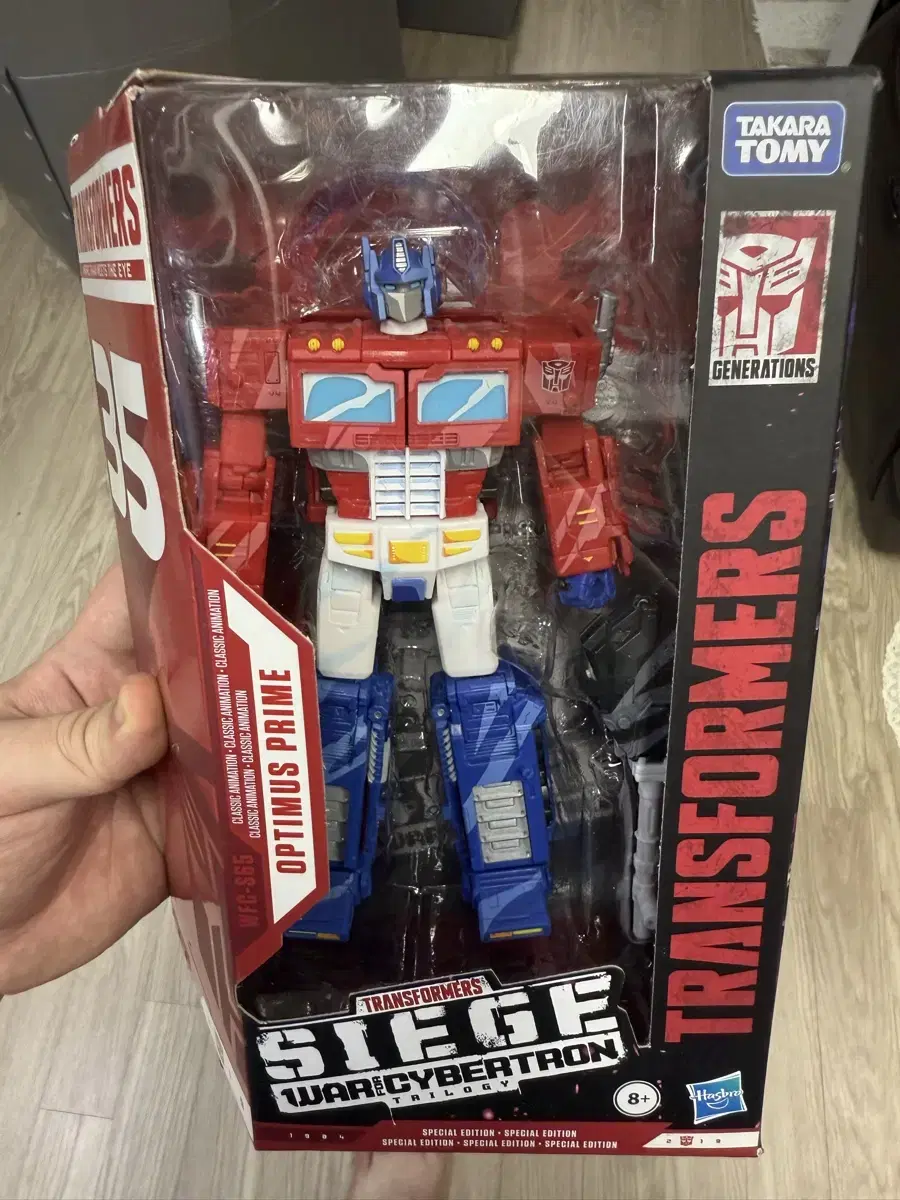 TAKARA
TOMY
GENERATIONS
TRANSFORMERS
TRANSFORMERS
35
CLASSIC ANIMATION • CLASSIC ANIMATION • CLASSIC ANIMATION
CLASSIC ANIMATION • CLASSIC ANIMATION
OPTIMUS PRIME
WFC-S65
TRANSFORMERS
SIEGE
WAR FOR CYBERTRON
TRILOGY
8+
Hasbro
1984
SPECIAL EDITION • SPECIAL EDITION
SPECIAL EDITION • SPECIAL EDITION • SPECIAL EDITION
2019